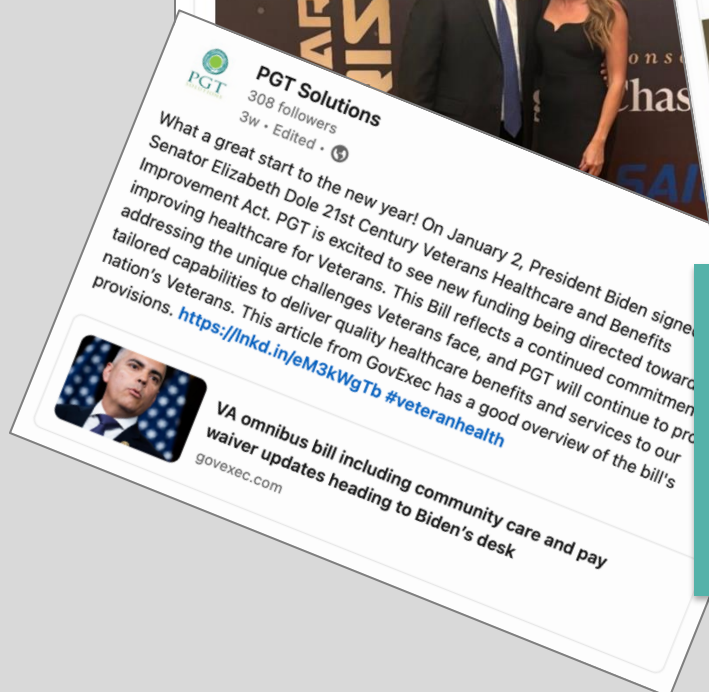 ons
Chas
SAI
PGT
PGT Solutions
308 followers
3w • Edited •
What a great start to the new year! On January 2, President Biden signed
Senator Elizabeth Dole 21st Century Veterans Healthcare and Benefits
Improvement Act. PGT is excited to see new funding being directed toward
improving healthcare for Veterans. This Bill reflects a continued commitmen
addressing the unique challenges Veterans face, and PGT will continue to pro
tailored capabilities to deliver quality healthcare benefits and services to our
nation's Veterans. This article from GovExec has a good overview of the bill's
provisions. https://lnkd.in/eM3kWgTb #veteranhealth
VA omnibus bill including community care and pay
waiver updates heading to Biden's desk
govexec.com